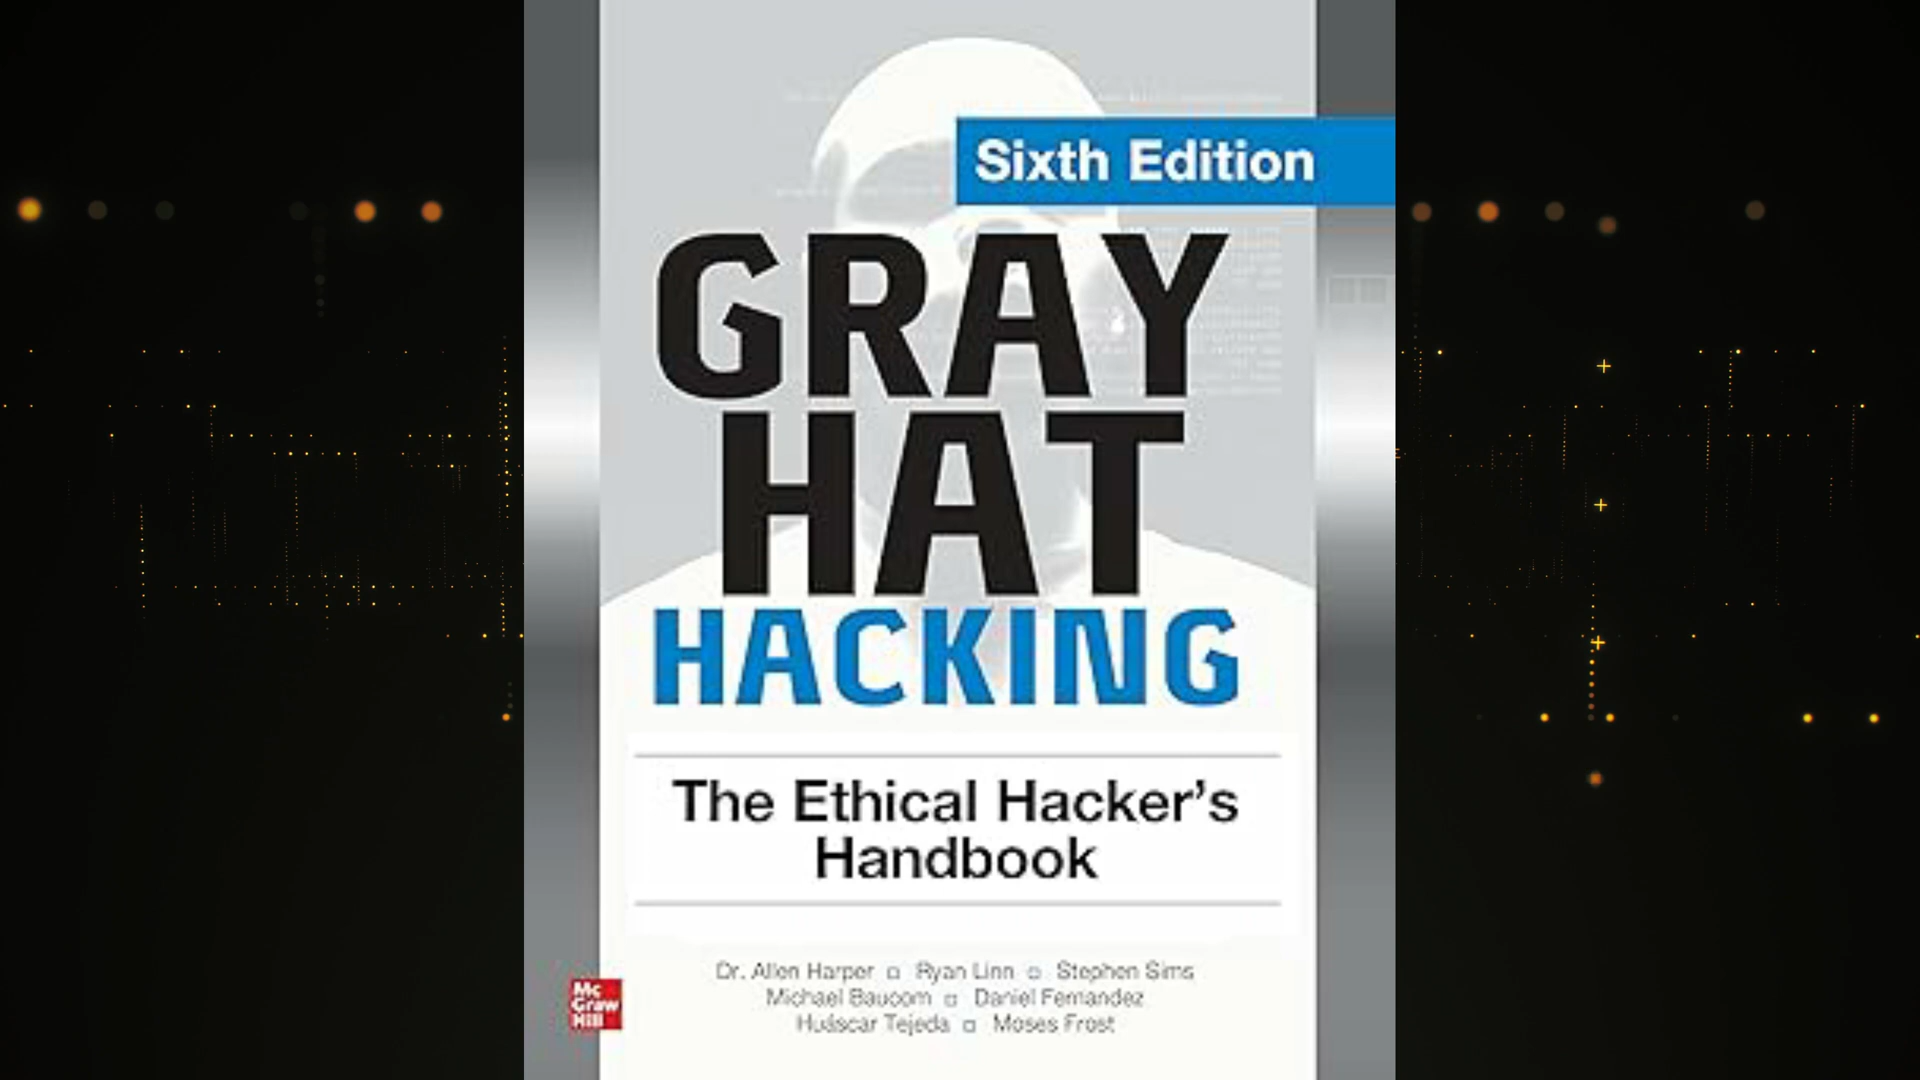 Sixth Edition
GRAY
HAT
HACKING
The Ethical Hacker's
Handbook
Dr. Allen Harper □ Ryan Linn □ Stephen Sims
Michael Baucom □ Daniel Fernandez
Huáscar Tejeda □ Moses Frost
Mc
Graw
Hill